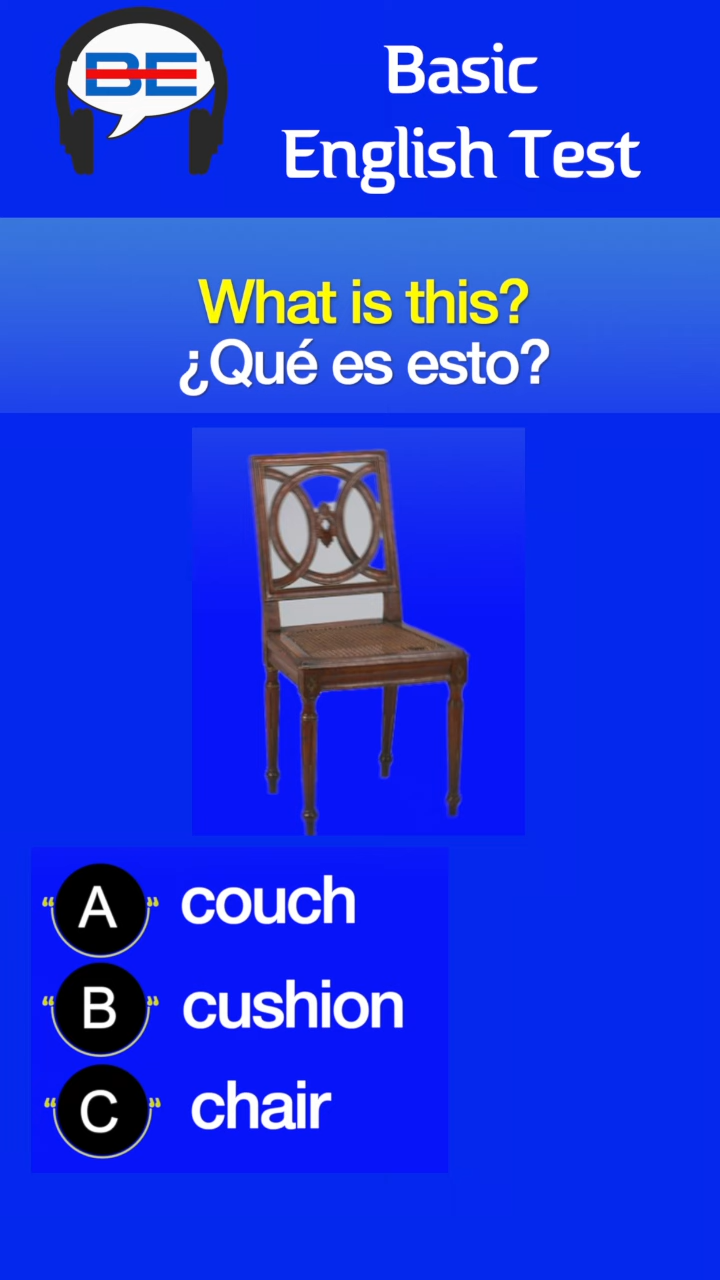 BE
Basic
English Test
What is this?
¿Qué es esto?
A couch
B cushion
C chair